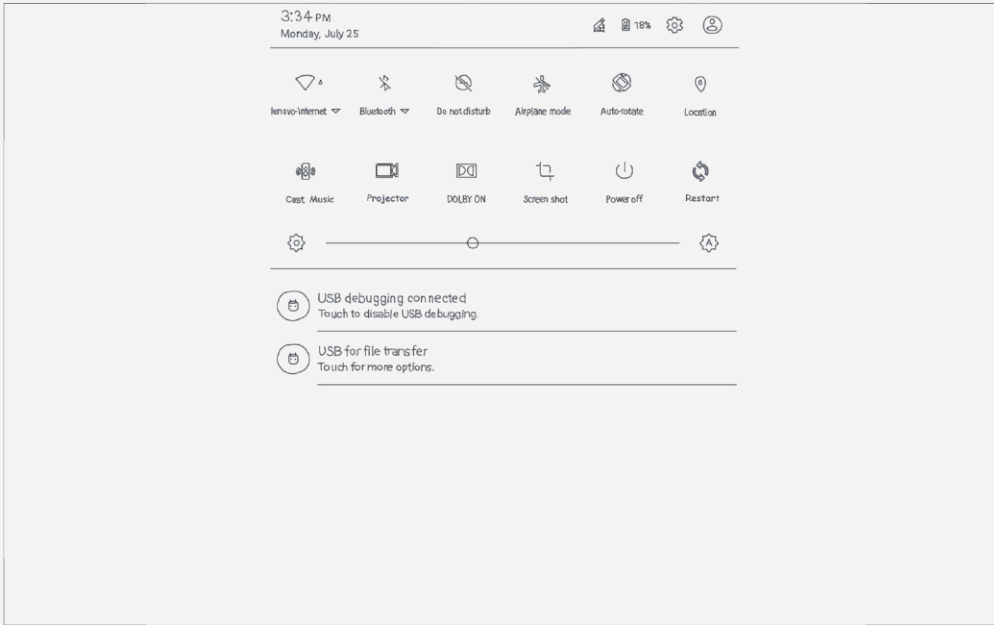 3:34 PM
Monday, July 25
18%
lenovo-internet Bluetooth Do not disturb Airplane mode Auto-rotate Location
Cast Music Projector DOLBY ON Screen shot Power off Restart
A
USB debugging connected
Touch to disable USB debugging.
USB for file transfer
Touch for more options.